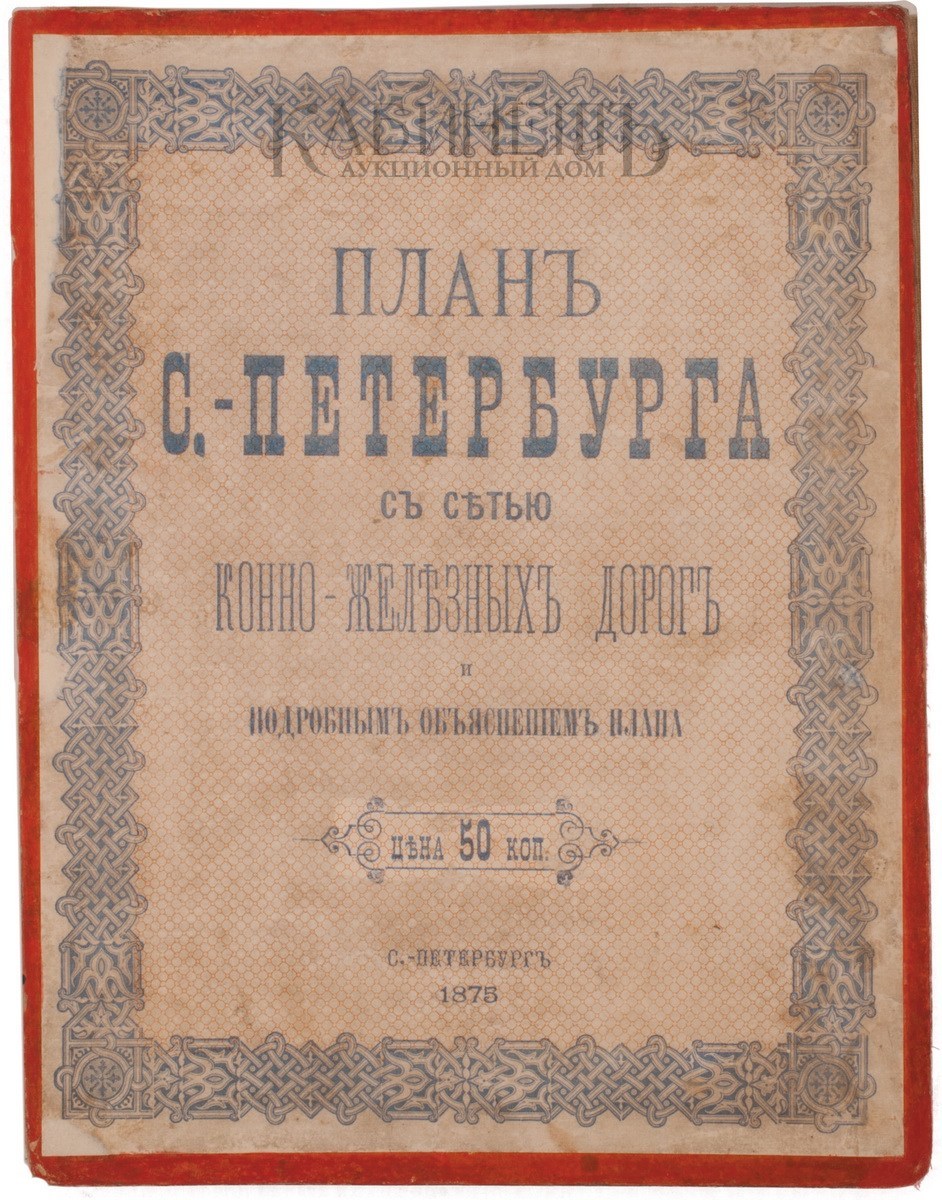 КАБИНЕТЪ
АУКЦИОННЫЙ ДОМ
ПЛАНЪ
С.-ПЕТЕРБУРГА
СЪ СѢТЬЮ
КОННО-ЖЕЛѢЗНЫХЪ ДОРОГЪ
И
ПОДРОБНЫМЪ ОБЪЯСНЕНІЕМЪ ПЛАНА
ЦѢНА 50 КОП.
С.-ПЕТЕРБУРГЪ
1875